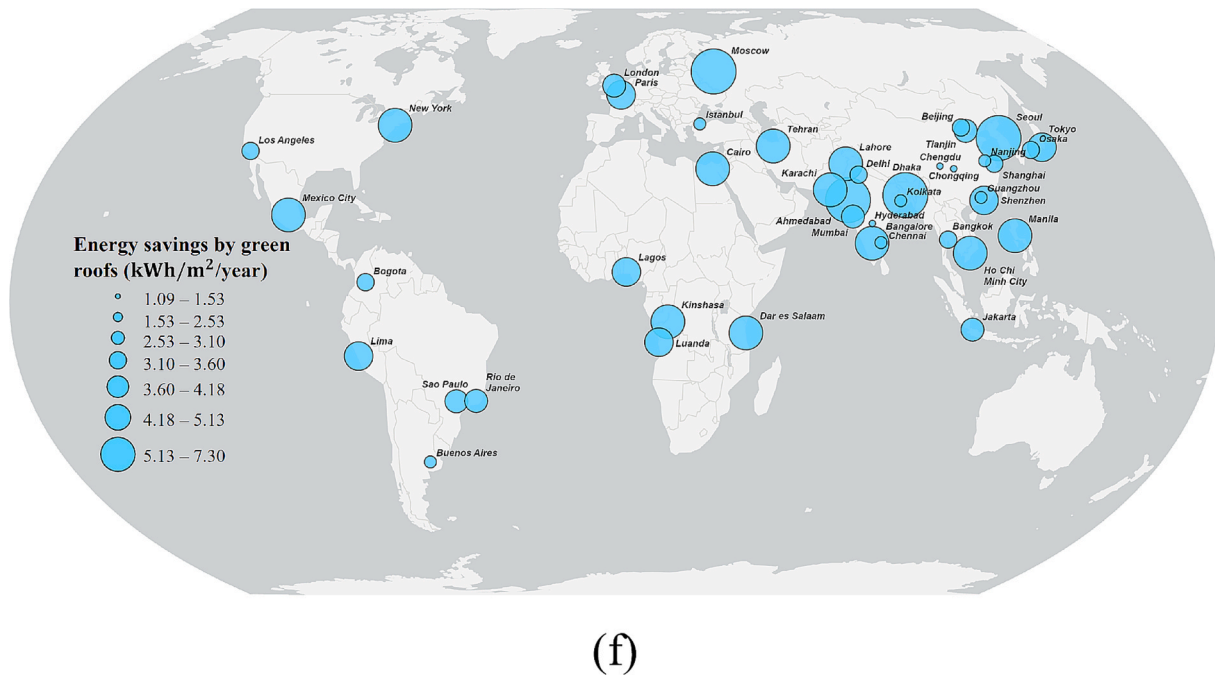 Moscow
London
Paris
New York
Istanbul
Los Angeles
Tehran
Cairo
Mexico City
Beijing
Seoul
Tokyo
Osaka
Tianjin
Nanjing
Chengdu
Shanghai
Chongqing
Lahore
Delhi
Dhaka
Karachi
Kolkata
Guangzhou
Shenzhen
Ahmedabad
Mumbai
Hyderabad
Bangalore
Chennai
Bangkok
Manila
Ho Chi
Minh City
Jakarta
Lagos
Kinshasa
Luanda
Dar es Salaam
Bogota
Lima
Sao Paulo
Rio de
Janeiro
Buenos Aires
Energy savings by green
roofs (kWh/m²/year)
1.09 – 1.53
1.53 – 2.53
2.53 – 3.10
3.10 – 3.60
3.60 – 4.18
4.18 – 5.13
5.13 – 7.30
(f)